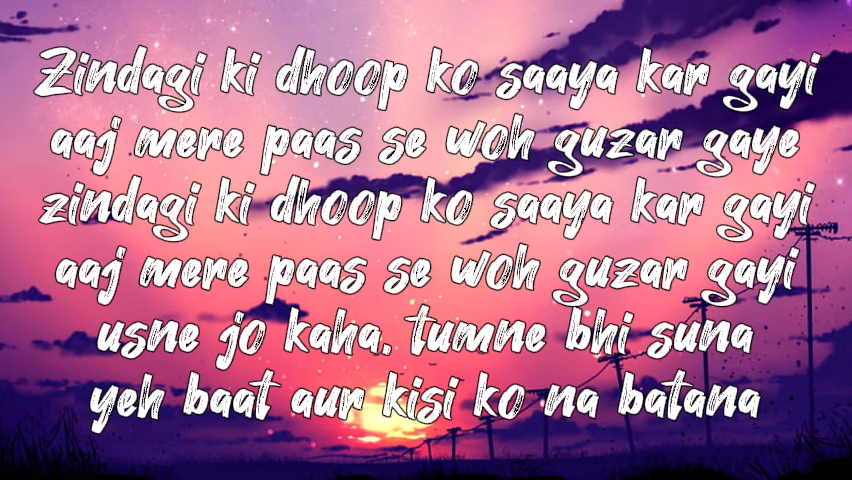 Zindagi ki dhoop ko saaya kar gayi
aaj mere paas se woh guzar gaye
zindagi ki dhoop ko saaya kar gayi
aaj mere paas se woh guzar gayi
usne jo kaha, tumne bhi suna
yeh baat aur kisi ko na batana